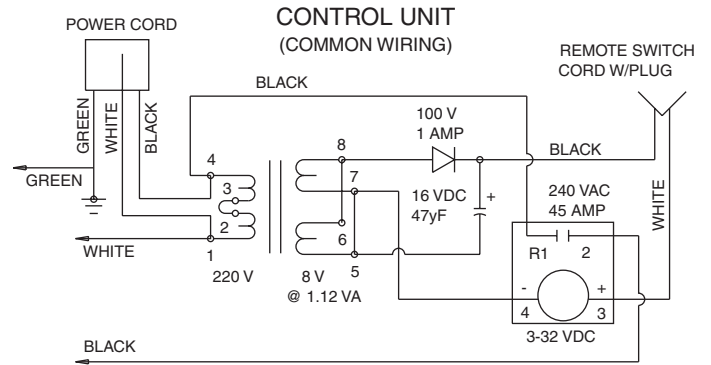 CONTROL UNIT
(COMMON WIRING)
POWER CORD
REMOTE SWITCH
CORD W/PLUG
BLACK
100 V
1 AMP
GREEN
WHITE
BLACK
4
8
BLACK
GREEN
3
7
16 VDC
47yF
+
240 VAC
45 AMP
WHITE
2
6
WHITE
1
220 V
8 V
@ 1.12 VA
5
R1
2
-
+
4
3
3-32 VDC
BLACK